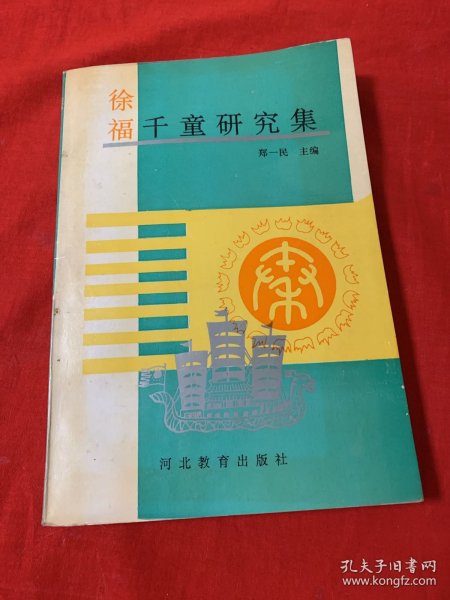 徐福千童研究集
郑一民 主编
秦
河北教育出版社
孔夫子旧书网
www.kongfz.com